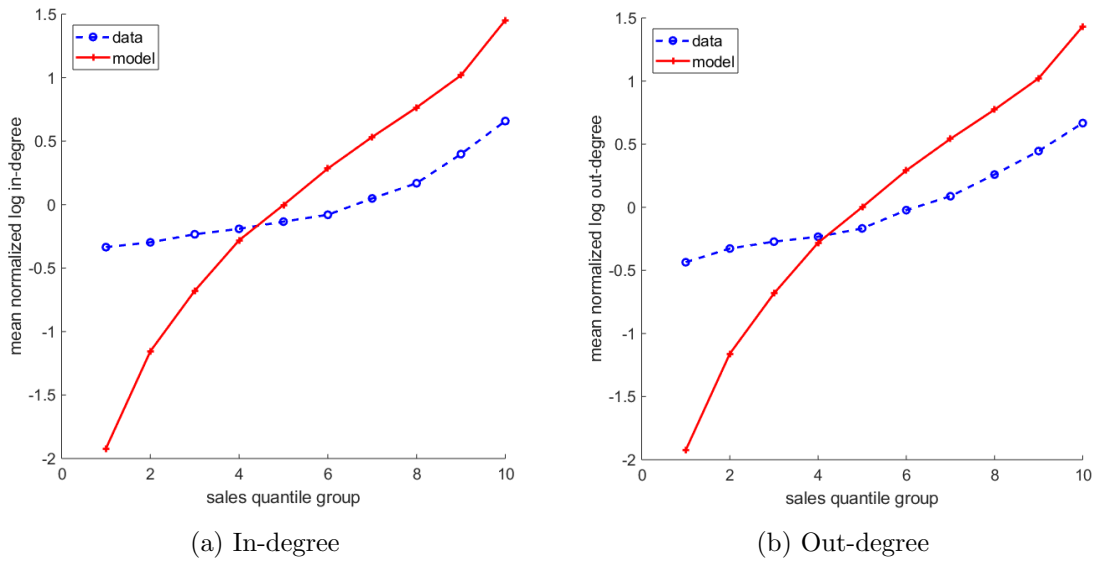 1.5
1
0.5
0
-0.5
-1
-1.5
-2
mean normalized log in-degree
data
model
0 2 4 6 8 10
sales quantile group
(a) In-degree
1.5
1
0.5
0
-0.5
-1
-1.5
-2
mean normalized log out-degree
data
model
0 2 4 6 8 10
sales quantile group
(b) Out-degree